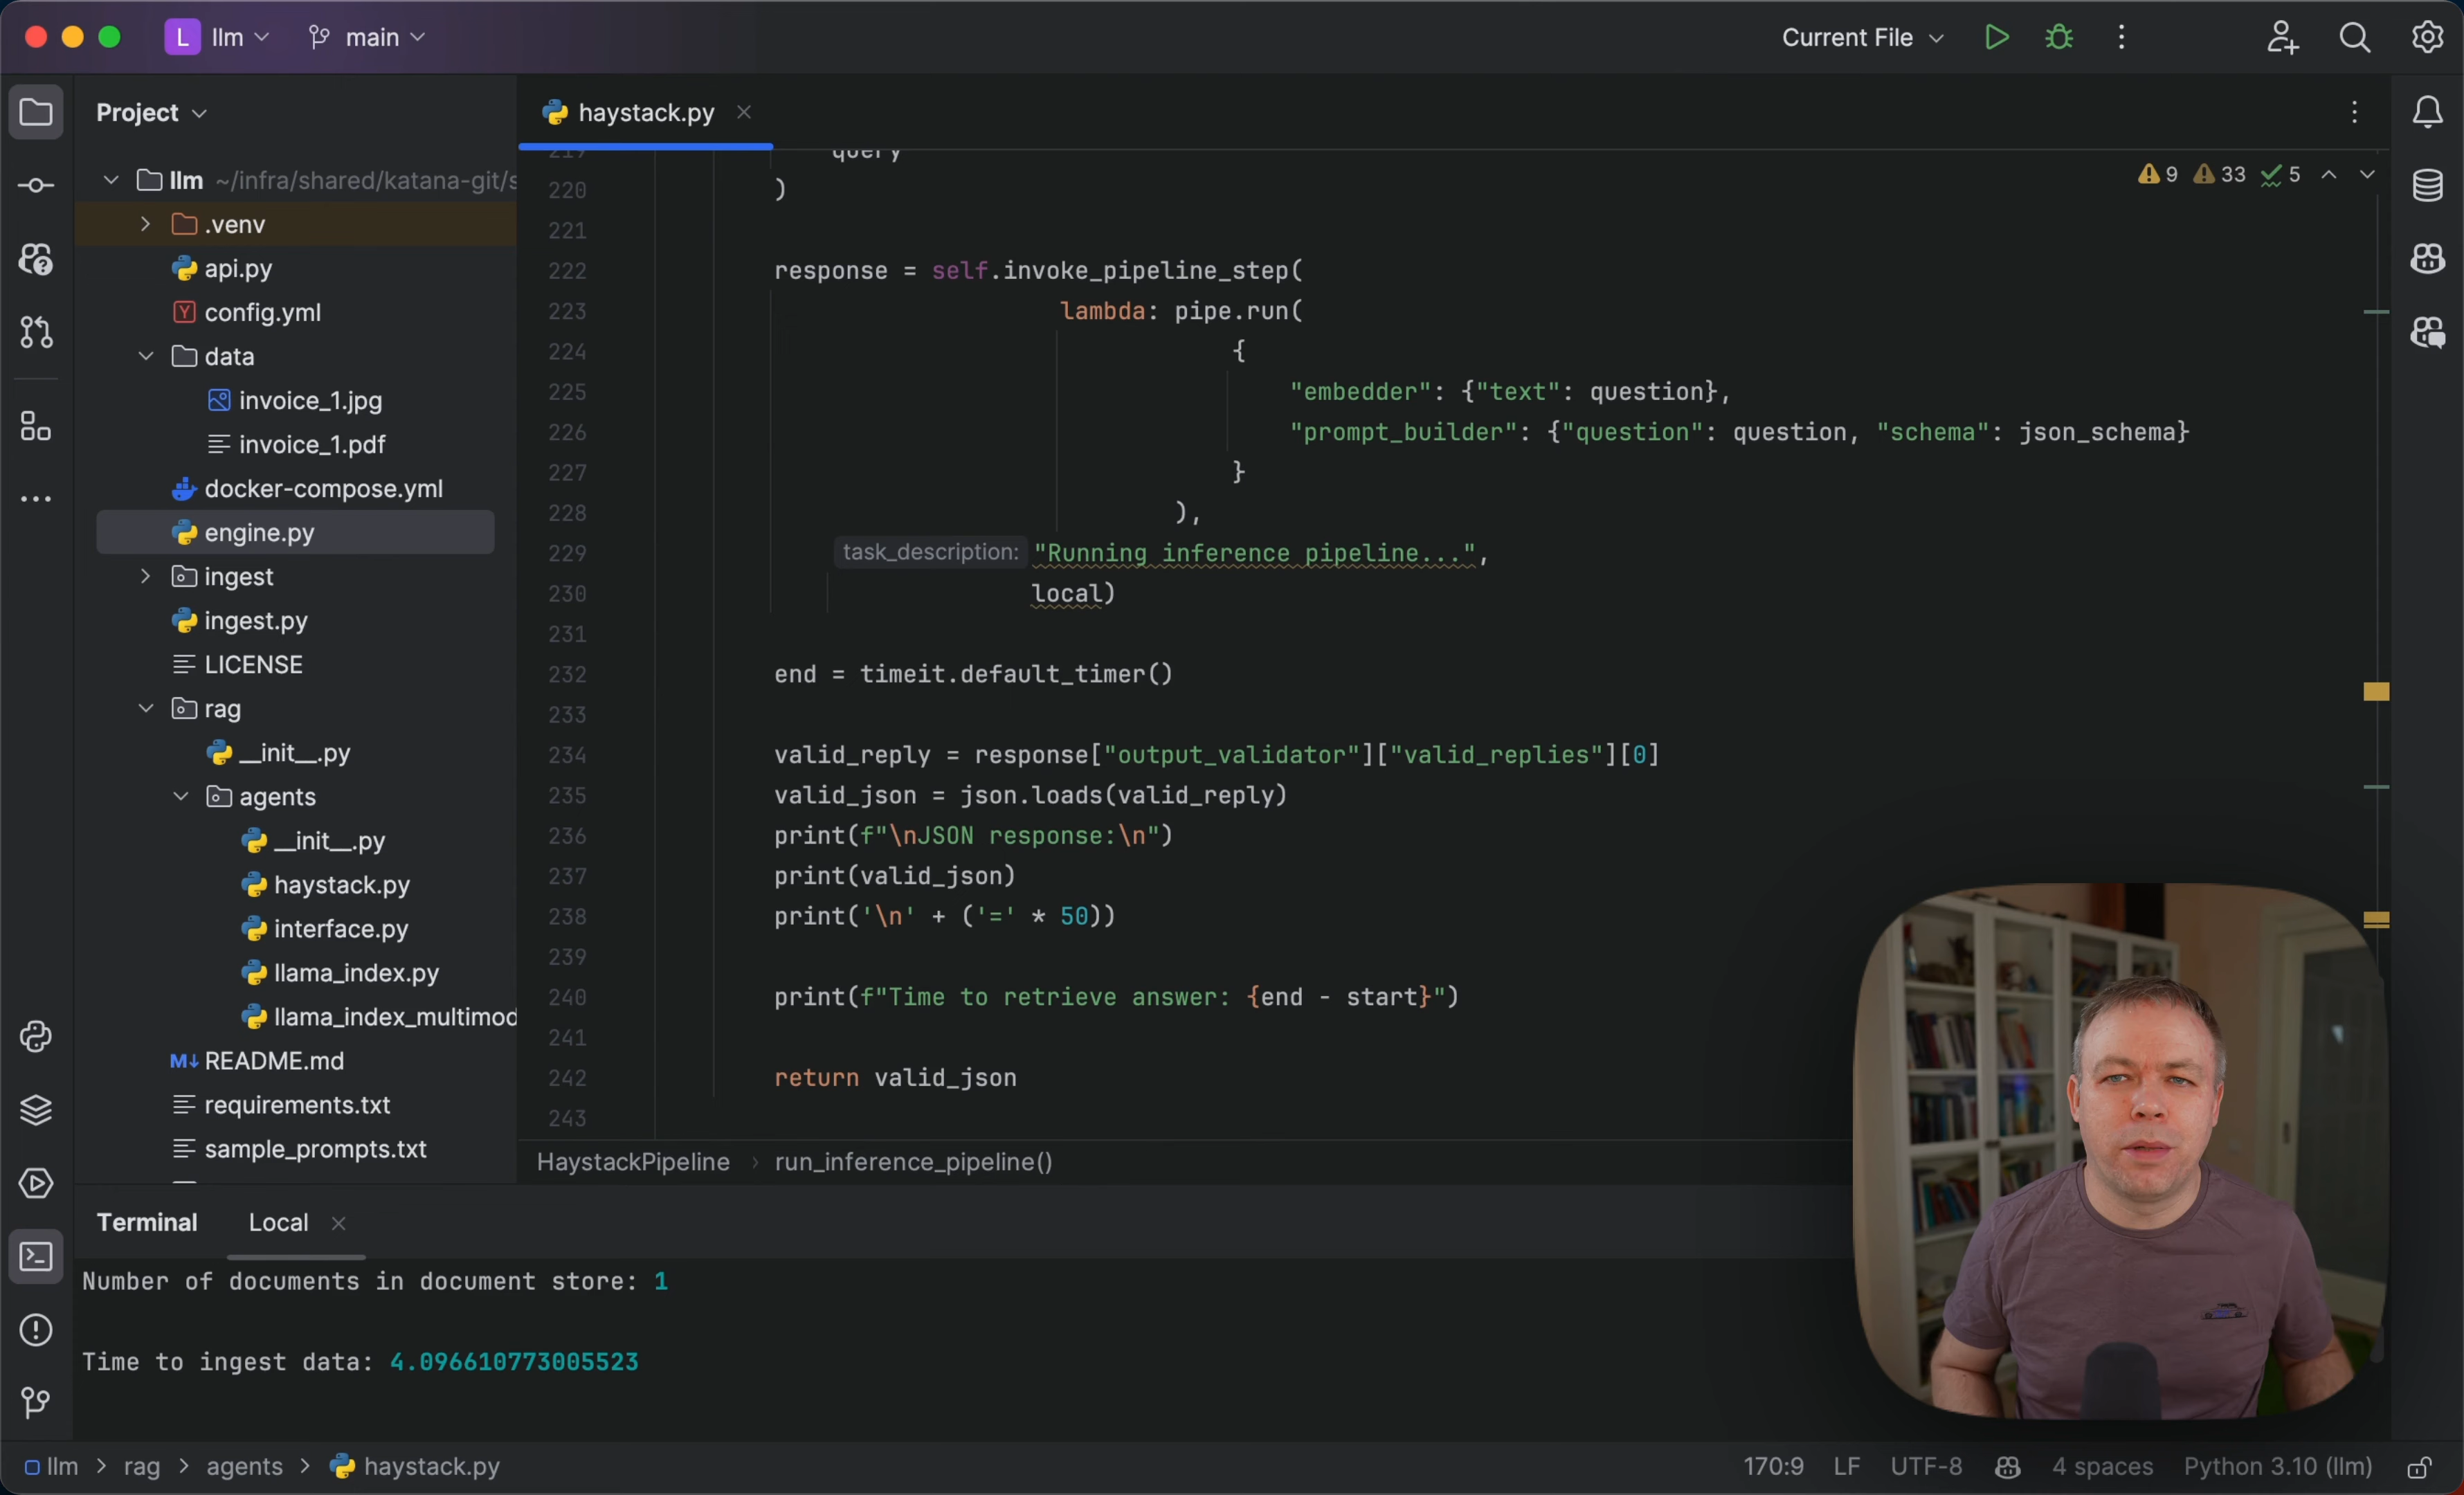 L llm main Current File
Project
haystack.py
llm ~/infra/shared/katana-git/s
.venv
api.py
config.yml
data
invoice_1.jpg
invoice_1.pdf
docker-compose.yml
engine.py
ingest
ingest.py
LICENSE
rag
__init__.py
agents
__init__.py
haystack.py
interface.py
llama_index.py
llama_index_multimod
README.md
requirements.txt
sample_prompts.txt
9 33 5
219 query
220 )
221
222 response = self.invoke_pipeline_step(
223 lambda: pipe.run(
224 {
225 "embedder": {"text": question},
226 "prompt_builder": {"question": question, "schema": json_schema}
227 }
228 ),
229 task_description: "Running inference pipeline...",
230 local)
231
232 end = timeit.default_timer()
233
234 valid_reply = response["output_validator"]["valid_replies"][0]
235 valid_json = json.loads(valid_reply)
236 print(f"\nJSON response:\n")
237 print(valid_json)
238 print('\n' + ('=' * 50))
239
240 print(f"Time to retrieve answer: {end - start}")
241
242 return valid_json
243
HaystackPipeline › run_inference_pipeline()
Terminal Local
Number of documents in document store: 1
Time to ingest data: 4.096610773005523
llm > rag > agents > haystack.py 170:9 LF UTF-8 4 spaces Python 3.10 (llm)